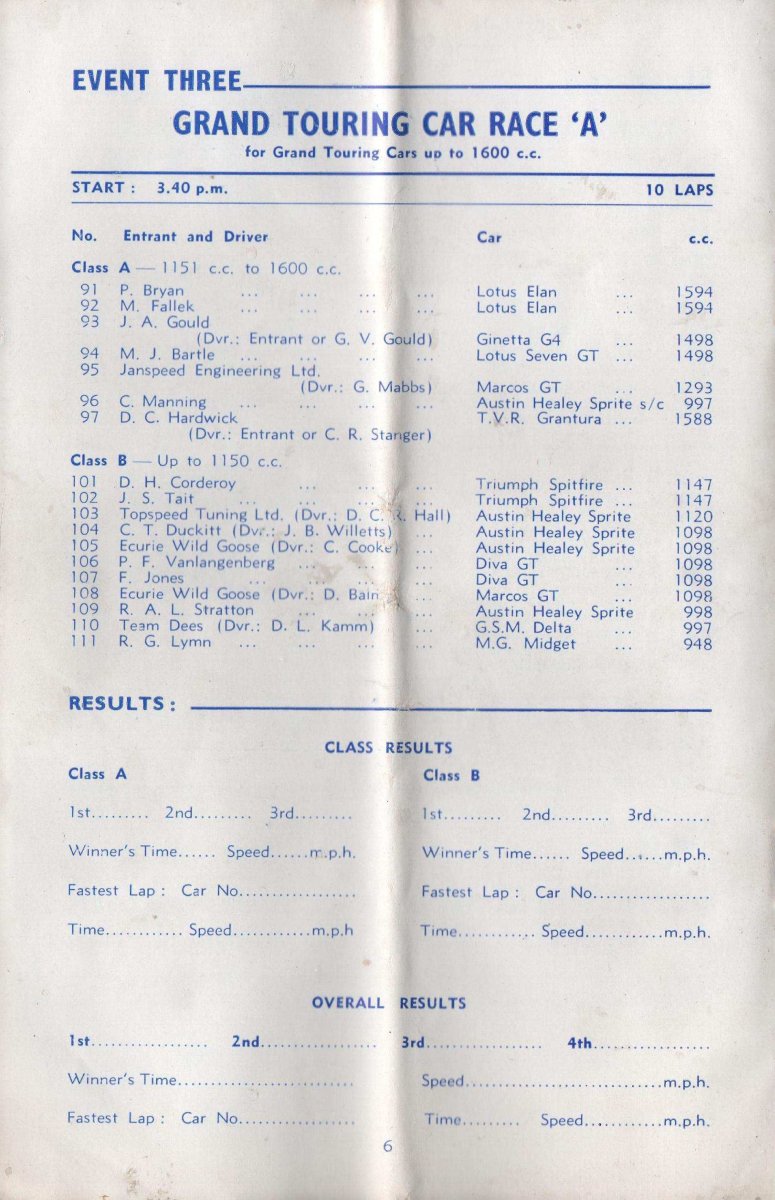 EVENT THREE
GRAND TOURING CAR RACE 'A'
for Grand Touring Cars up to 1600 c.c.
START : 3.40 p.m. 10 LAPS
No. Entrant and Driver Car c.c.
Class A — 1151 c.c. to 1600 c.c.
91 P. Bryan ... ... ... ... Lotus Elan ... 1594
92 M. Fallek ... ... ... ... Lotus Elan ... 1594
93 J. A. Gould
(Dvr.: Entrant or G. V. Gould) Ginetta G4 ... 1498
94 M. J. Bartle ... ... ... ... Lotus Seven GT ... 1498
95 Janspeed Engineering Ltd.
(Dvr.: G. Mabbs) Marcos GT ... 1293
96 C. Manning ... ... ... ... Austin Healey Sprite s/c 997
97 D. C. Hardwick T.V.R. Grantura ... 1588
(Dvr.: Entrant or C. R. Stanger)
Class B — Up to 1150 c.c.
101 D. H. Corderoy ... ... ... Triumph Spitfire ... 1147
102 J. S. Tait ... ... ... ... Triumph Spitfire ... 1147
103 Topspeed Tuning Ltd. (Dvr.: D. C. R. Hall) Austin Healey Sprite 1120
104 C. T. Duckitt (Dvr.: J. B. Willetts) ... Austin Healey Sprite 1098
105 Ecurie Wild Goose (Dvr.: C. Cooke) ... Austin Healey Sprite 1098
106 P. F. Vanlangenberg ... ... ... Diva GT ... 1098
107 F. Jones ... ... ... ... Diva GT ... 1098
108 Ecurie Wild Goose (Dvr.: D. Bain) ... Marcos GT ... 1098
109 R. A. L. Stratton ... ... ... Austin Healey Sprite 998
110 Team Dees (Dvr.: D. L. Kamm) ... G.S.M. Delta ... 997
111 R. G. Lymn ... ... ... ... M.G. Midget ... 948
RESULTS :
CLASS RESULTS
Class A Class B
1st......... 2nd......... 3rd......... 1st......... 2nd......... 3rd.........
Winner's Time...... Speed......m.p.h. Winner's Time...... Speed......m.p.h.
Fastest Lap : Car No.................. Fastest Lap : Car No..................
Time............ Speed............m.p.h Time............ Speed............m.p.h.
OVERALL RESULTS
1st.................. 2nd.................. 3rd.................. 4th..................
Winner's Time........................... Speed..............................m.p.h.
Fastest Lap : Car No.................. Time......... Speed............m.p.h.
6